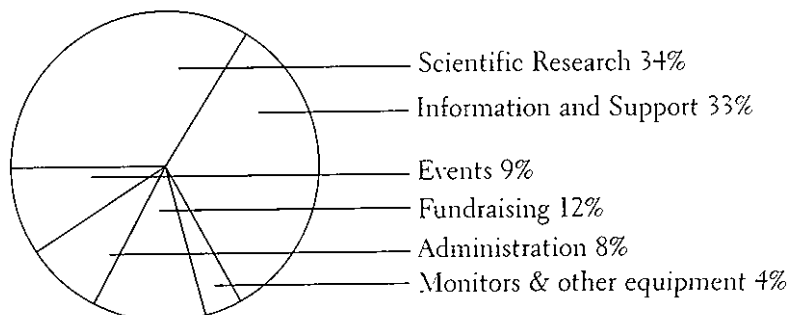 Scientific Research 34%
Information and Support 33%
Events 9%
Fundraising 12%
Administration 8%
Monitors & other equipment 4%